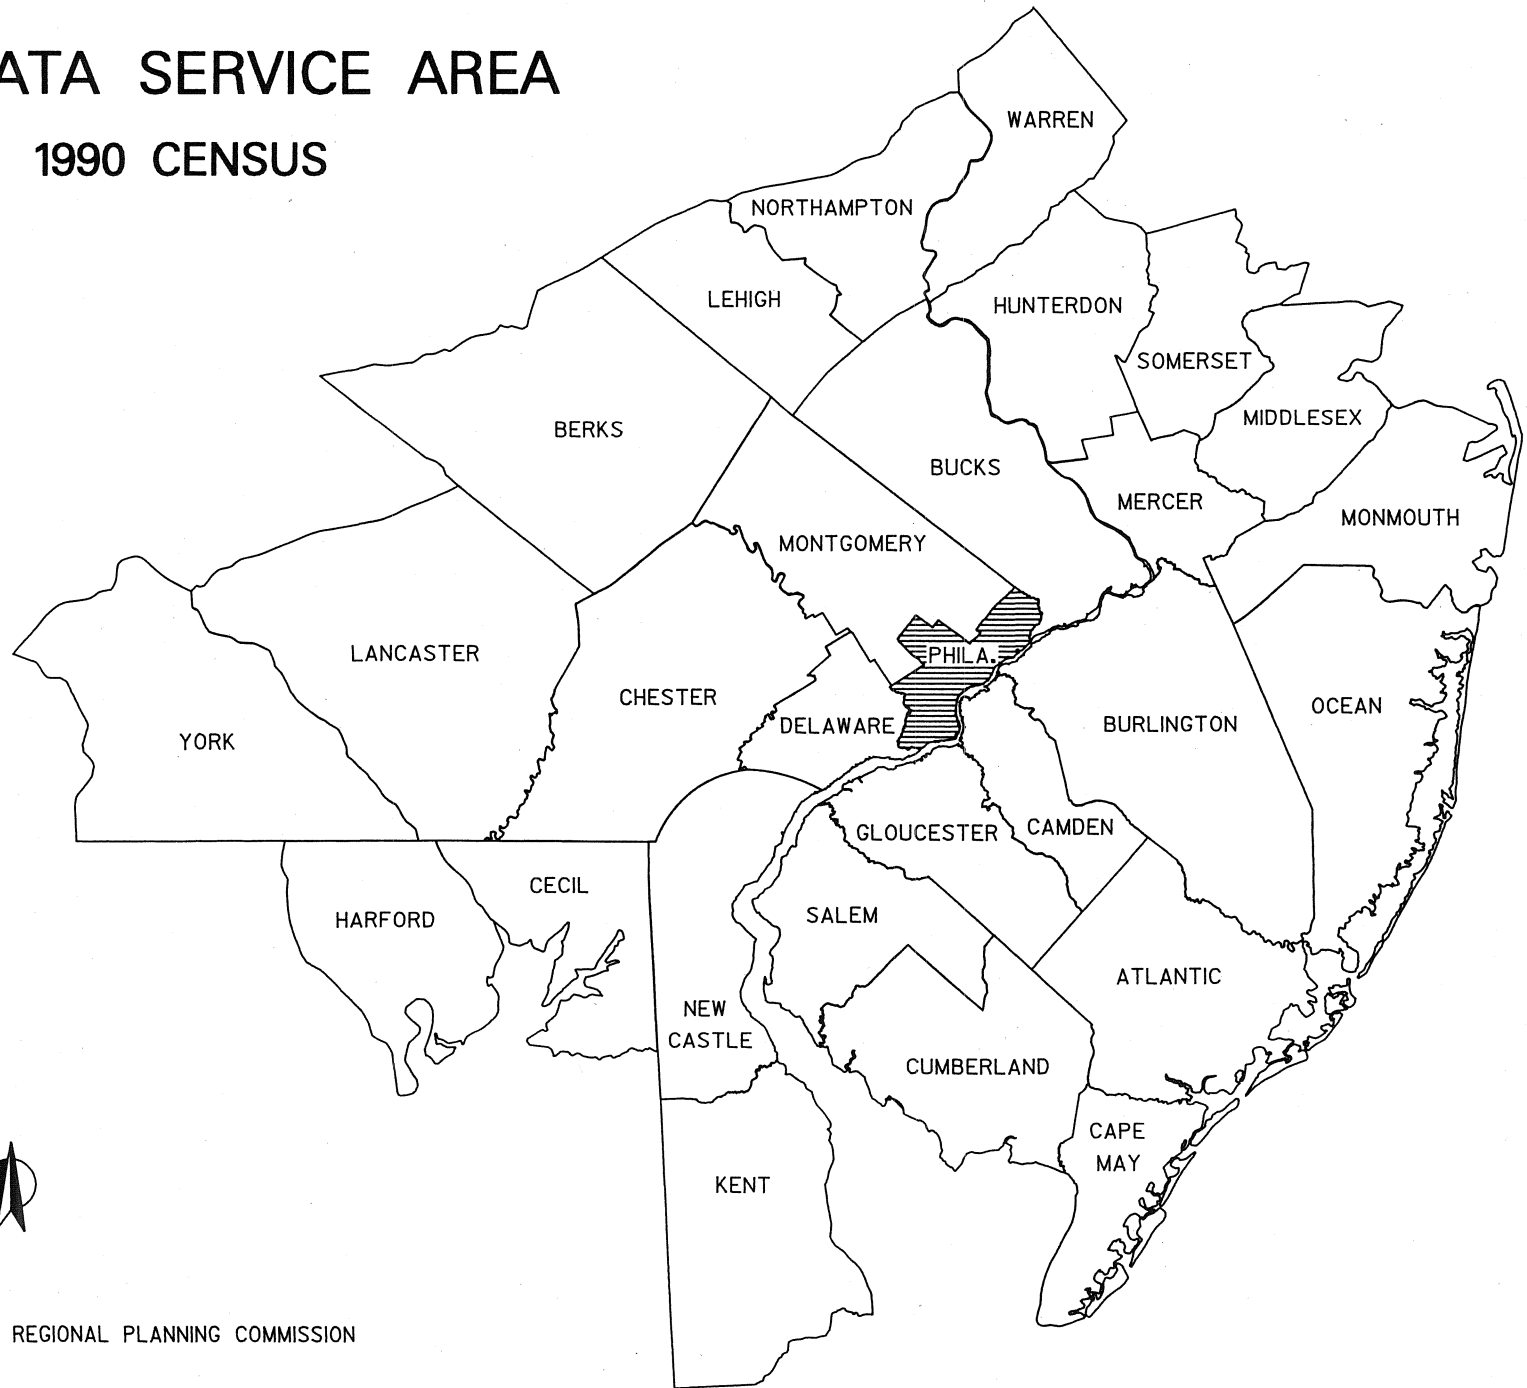 ATA SERVICE AREA
1990 CENSUS
WARREN
NORTHAMPTON
LEHIGH
HUNTERDON
SOMERSET
MIDDLESEX
BERKS
BUCKS
MERCER
MONMOUTH
MONTGOMERY
LANCASTER
PHILA.
CHESTER
DELAWARE
BURLINGTON
OCEAN
YORK
GLOUCESTER
CAMDEN
CECIL
HARFORD
SALEM
ATLANTIC
NEW
CASTLE
CUMBERLAND
CAPE
MAY
KENT
REGIONAL PLANNING COMMISSION